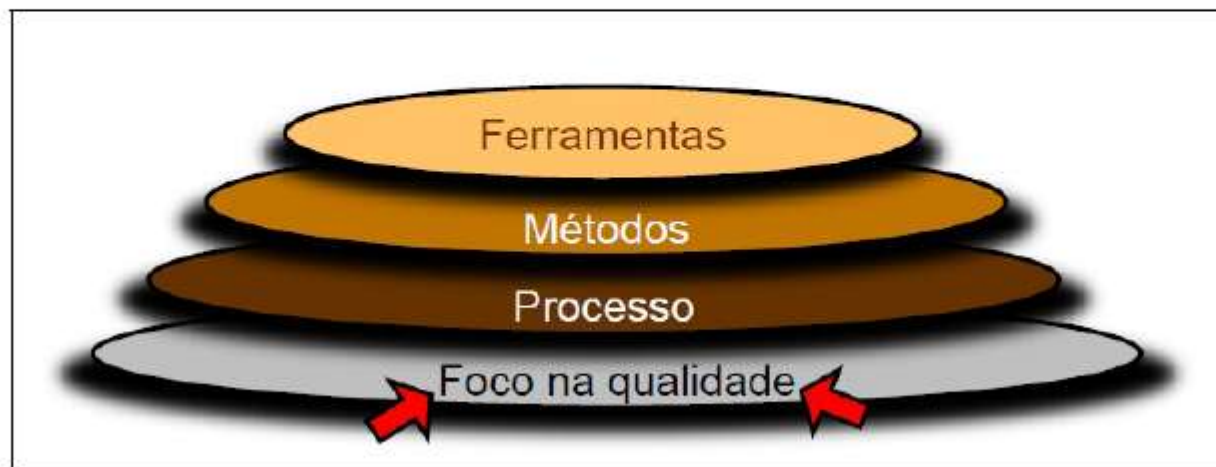 Ferramentas
Métodos
Processo
Foco na qualidade